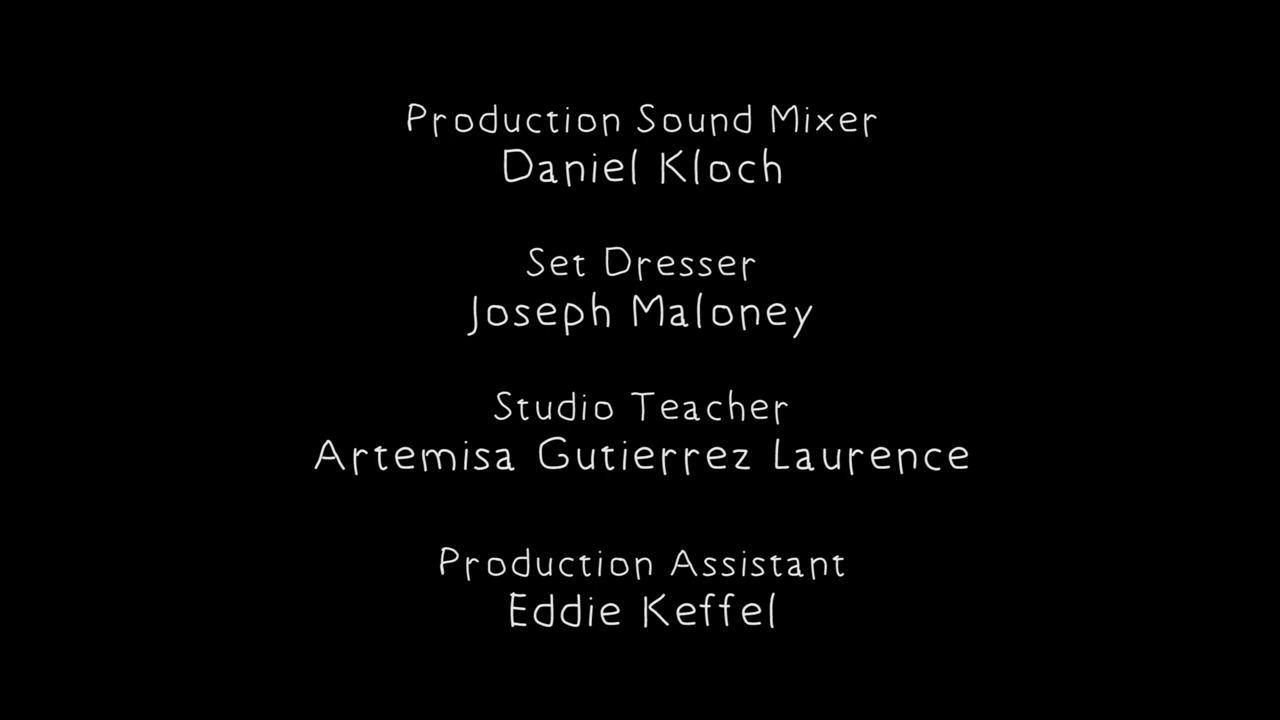 Production Sound Mixer
Daniel Kloch
Set Dresser
Joseph Maloney
Studio Teacher
Artemisa Gutierrez Laurence
Production Assistant
Eddie Keffel